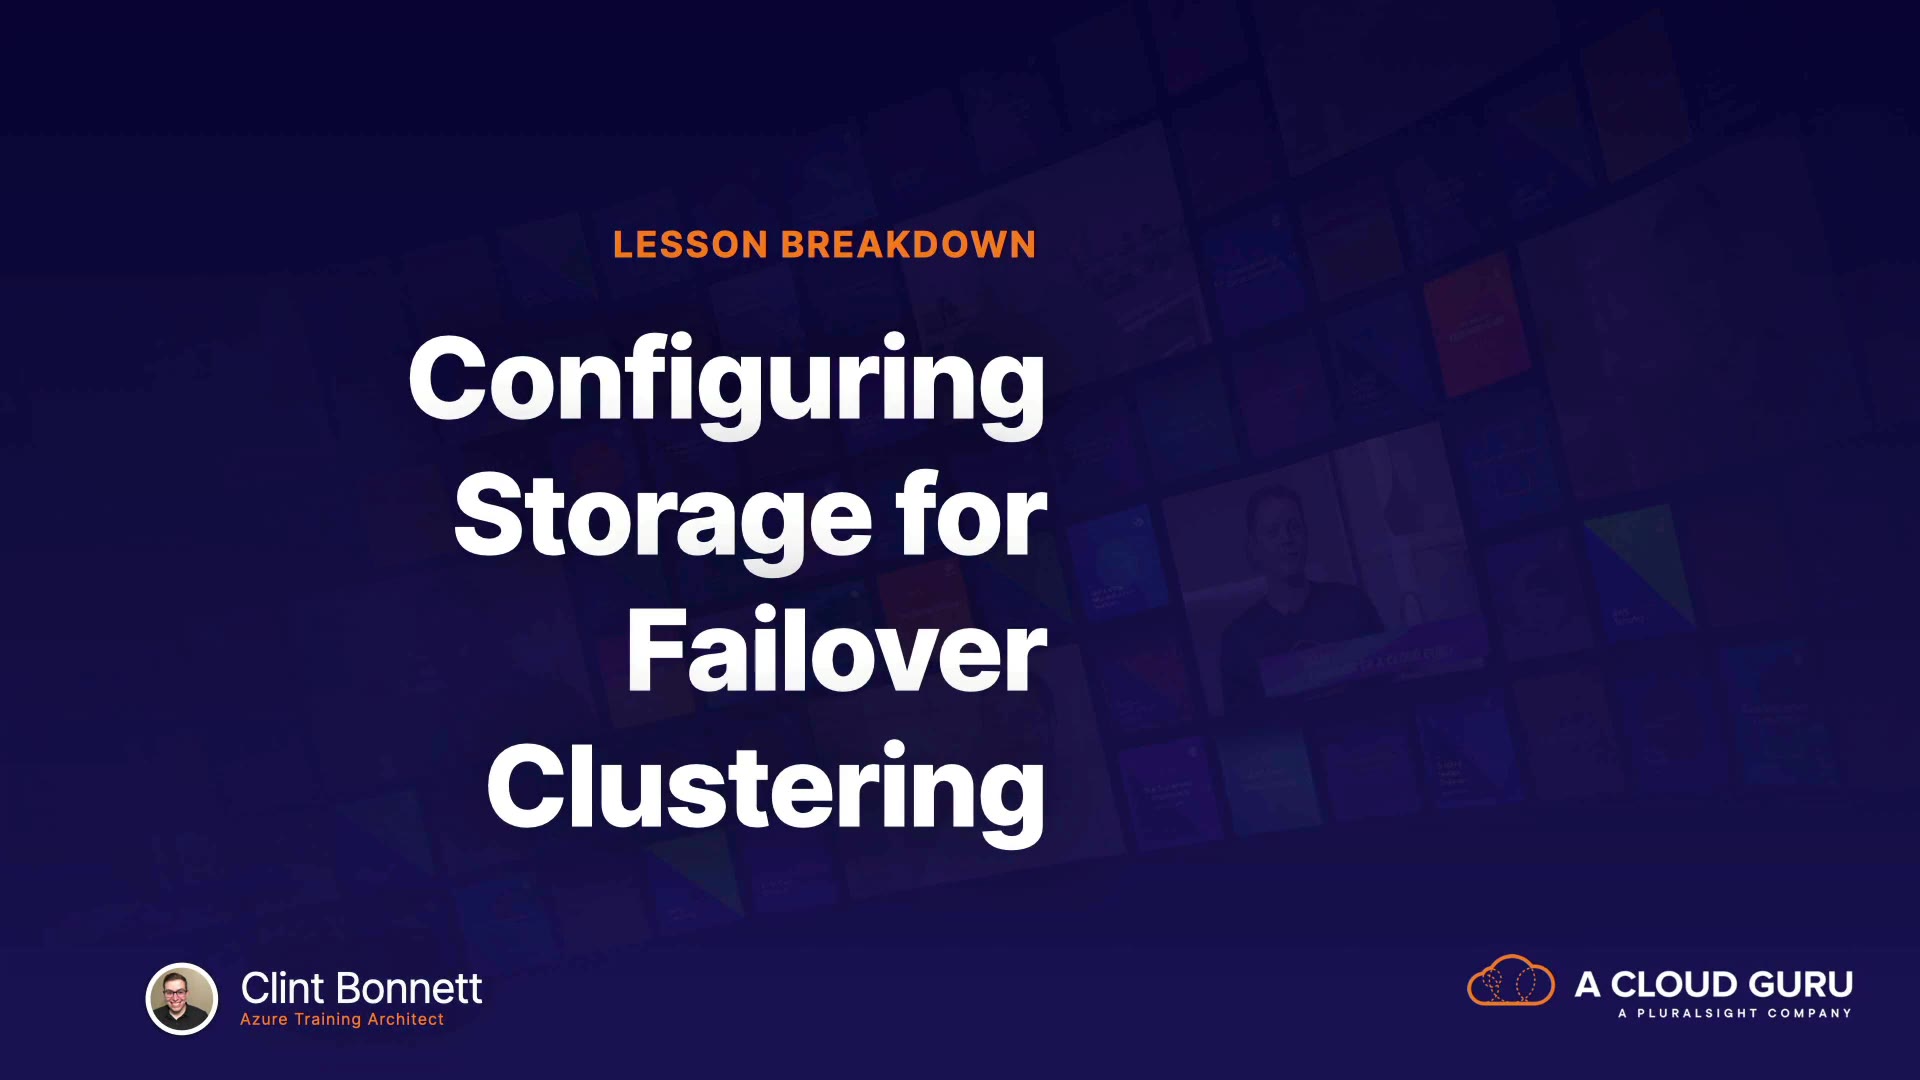 LESSON BREAKDOWN
Configuring
Storage for
Failover
Clustering
Clint Bonnett
Azure Training Architect
A CLOUD GURU
A PLURALSIGHT COMPANY